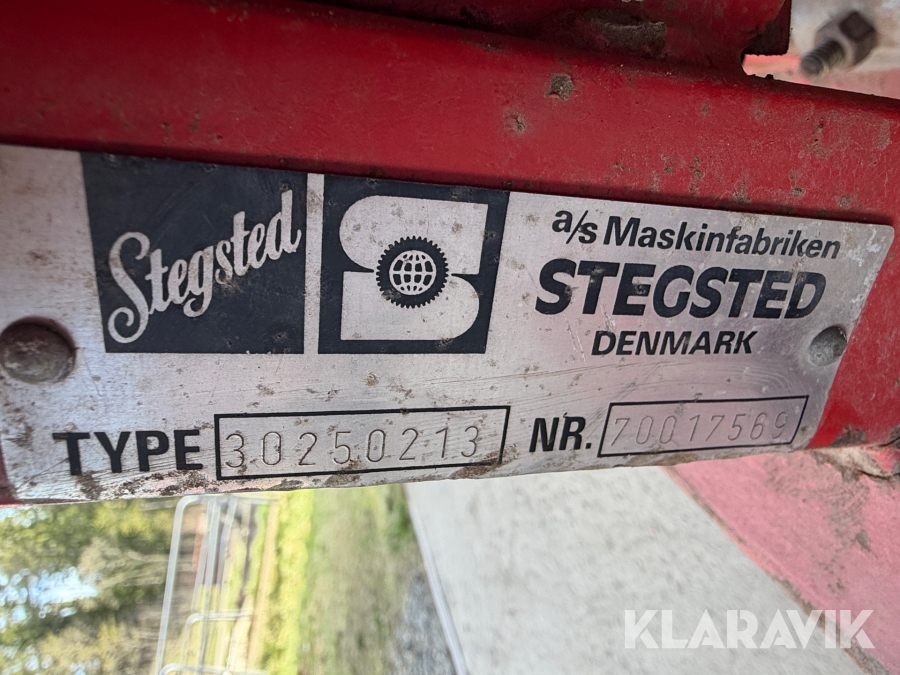 Stegsted
a/s Maskinfabriken
STEGSTED
DENMARK
TYPE 30250213 NR. 70017569
KLARAVIK